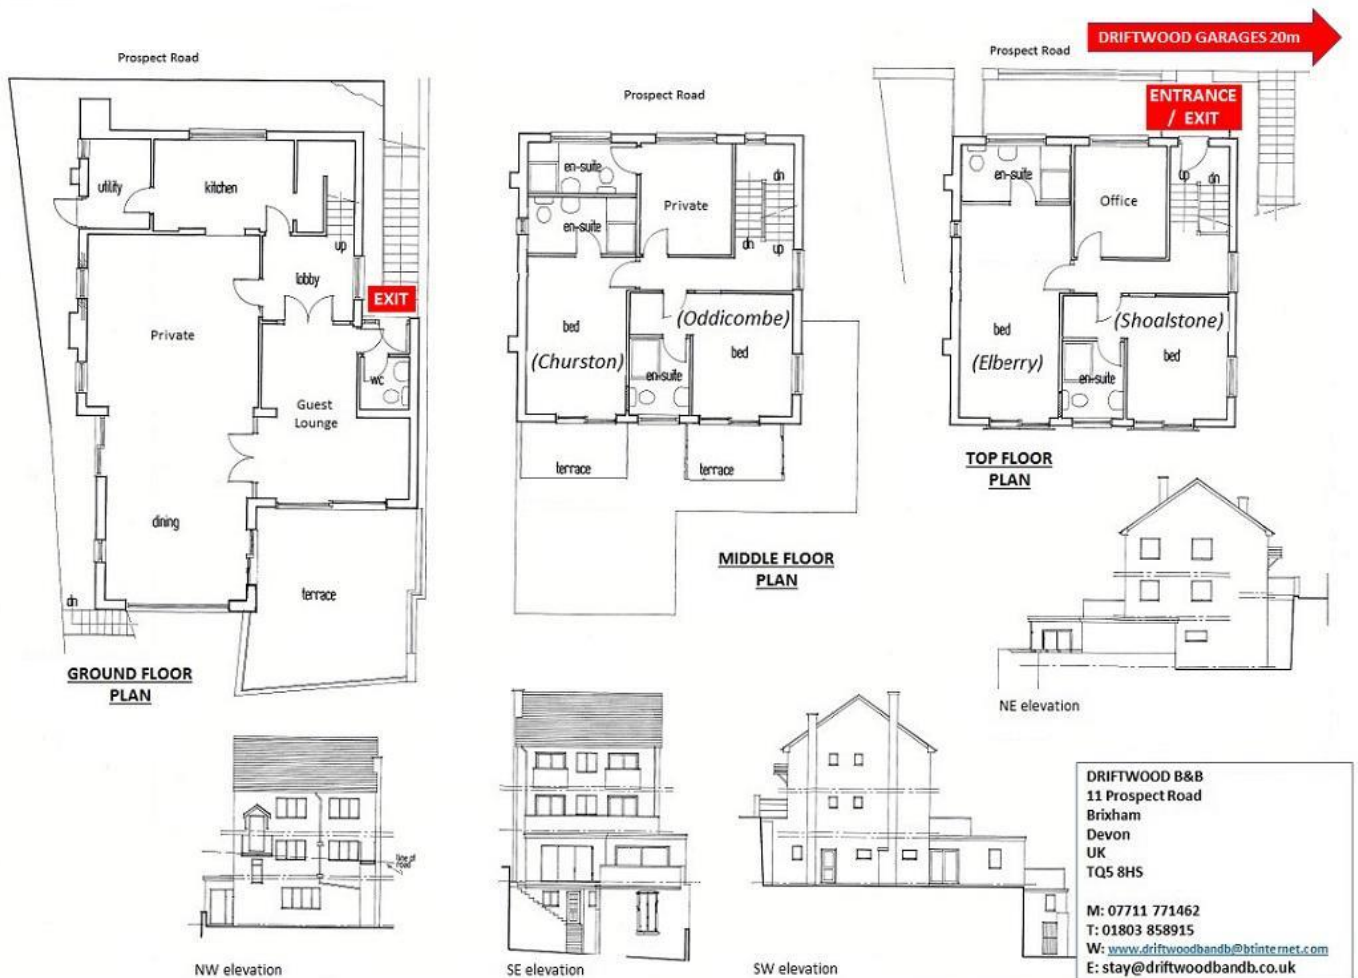 DRIFTWOOD GARAGES 20m
Prospect Road
utility
kitchen
up
lobby
EXIT
Private
wc
Guest
Lounge
dining
terrace
dn
GROUND FLOOR
PLAN
Prospect Road
en-suite
Private
dn
en-suite
dn
up
bed
(Churston)
(Oddicombe)
bed
en-suite
terrace
terrace
MIDDLE FLOOR
PLAN
Prospect Road
ENTRANCE
/ EXIT
en-suite
Office
up
dn
bed
(Elberry)
(Shoalstone)
bed
en-suite
TOP FLOOR
PLAN
NE elevation
line of
road
NW elevation
SE elevation
SW elevation
DRIFTWOOD B&B
11 Prospect Road
Brixham
Devon
UK
TQ5 8HS
M: 07711 771462
T: 01803 858915
W: www.driftwoodbandb@btinternet.com
E: stay@driftwoodbandb.co.uk